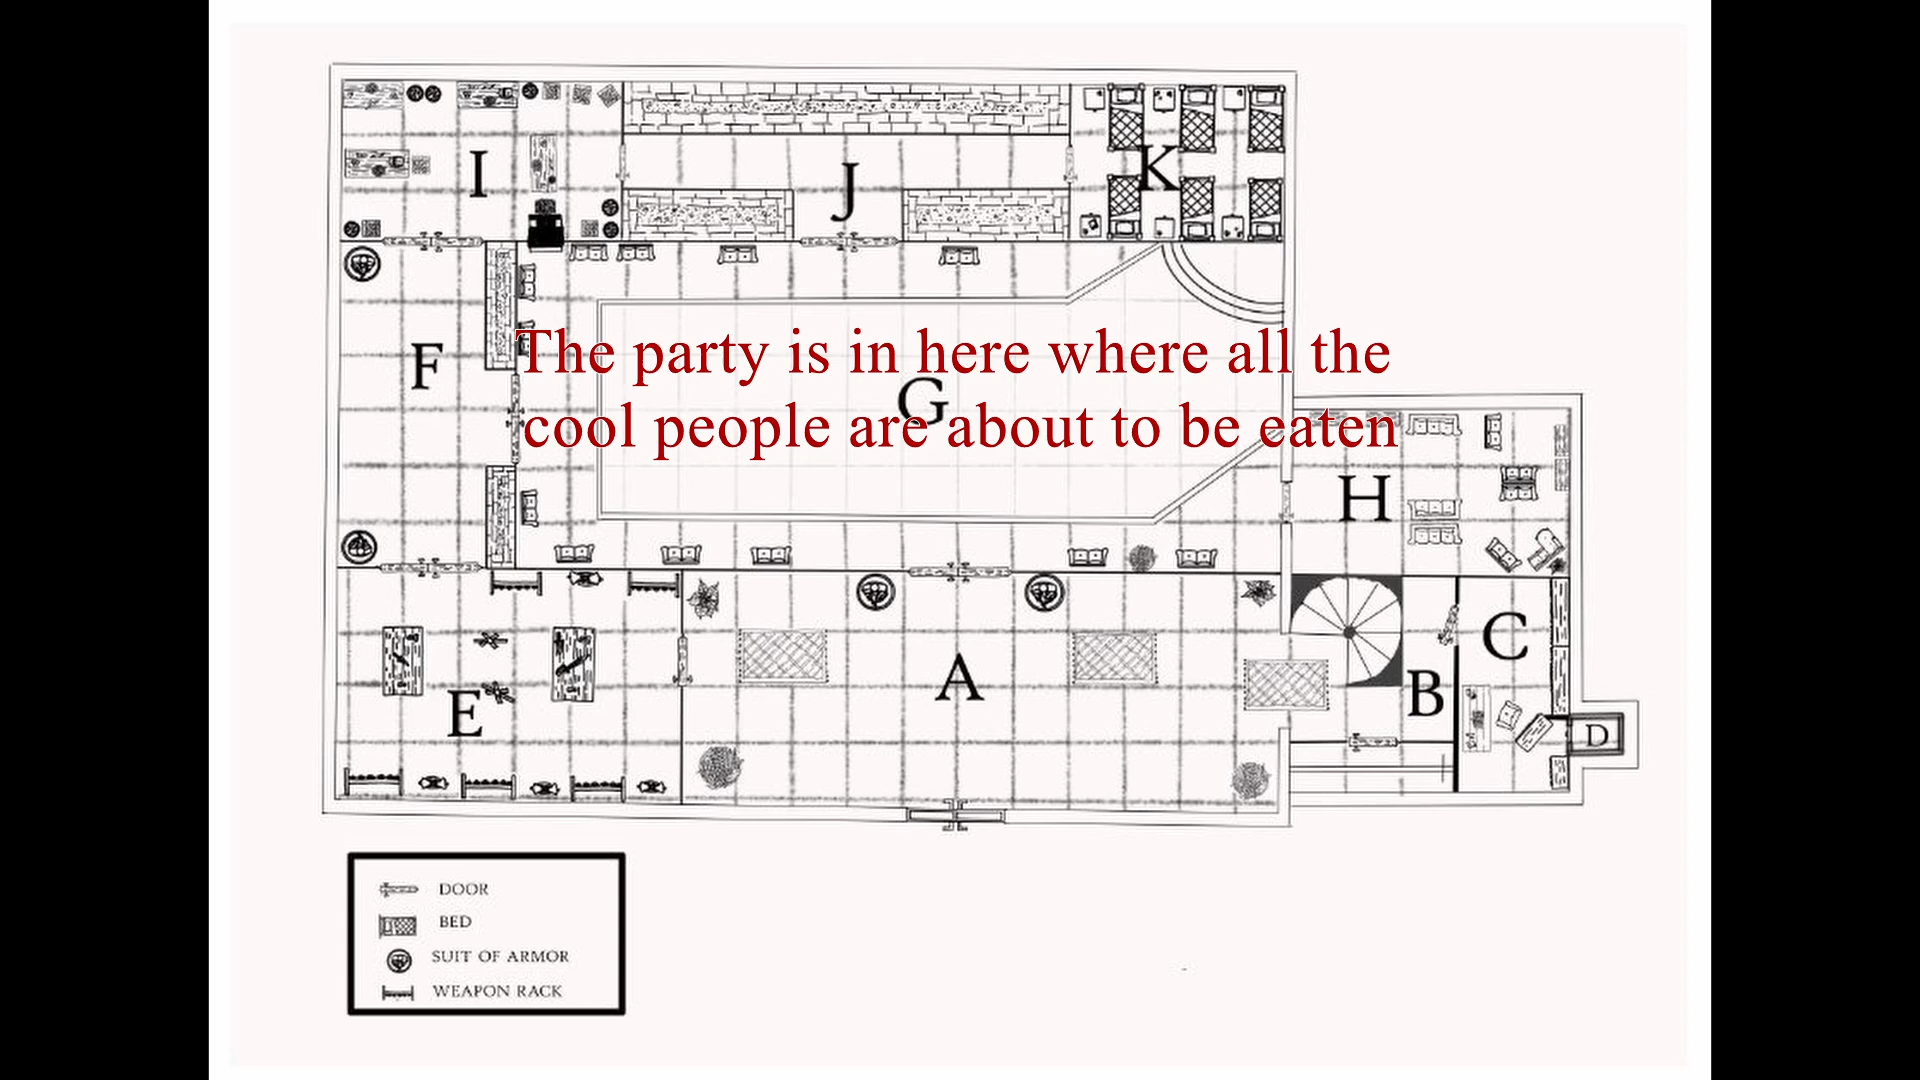 I
J
K
F
The party is in here where all the
G
cool people are about to be eaten
H
C
A
B
E
D
DOOR
BED
SUIT OF ARMOR
WEAPON RACK